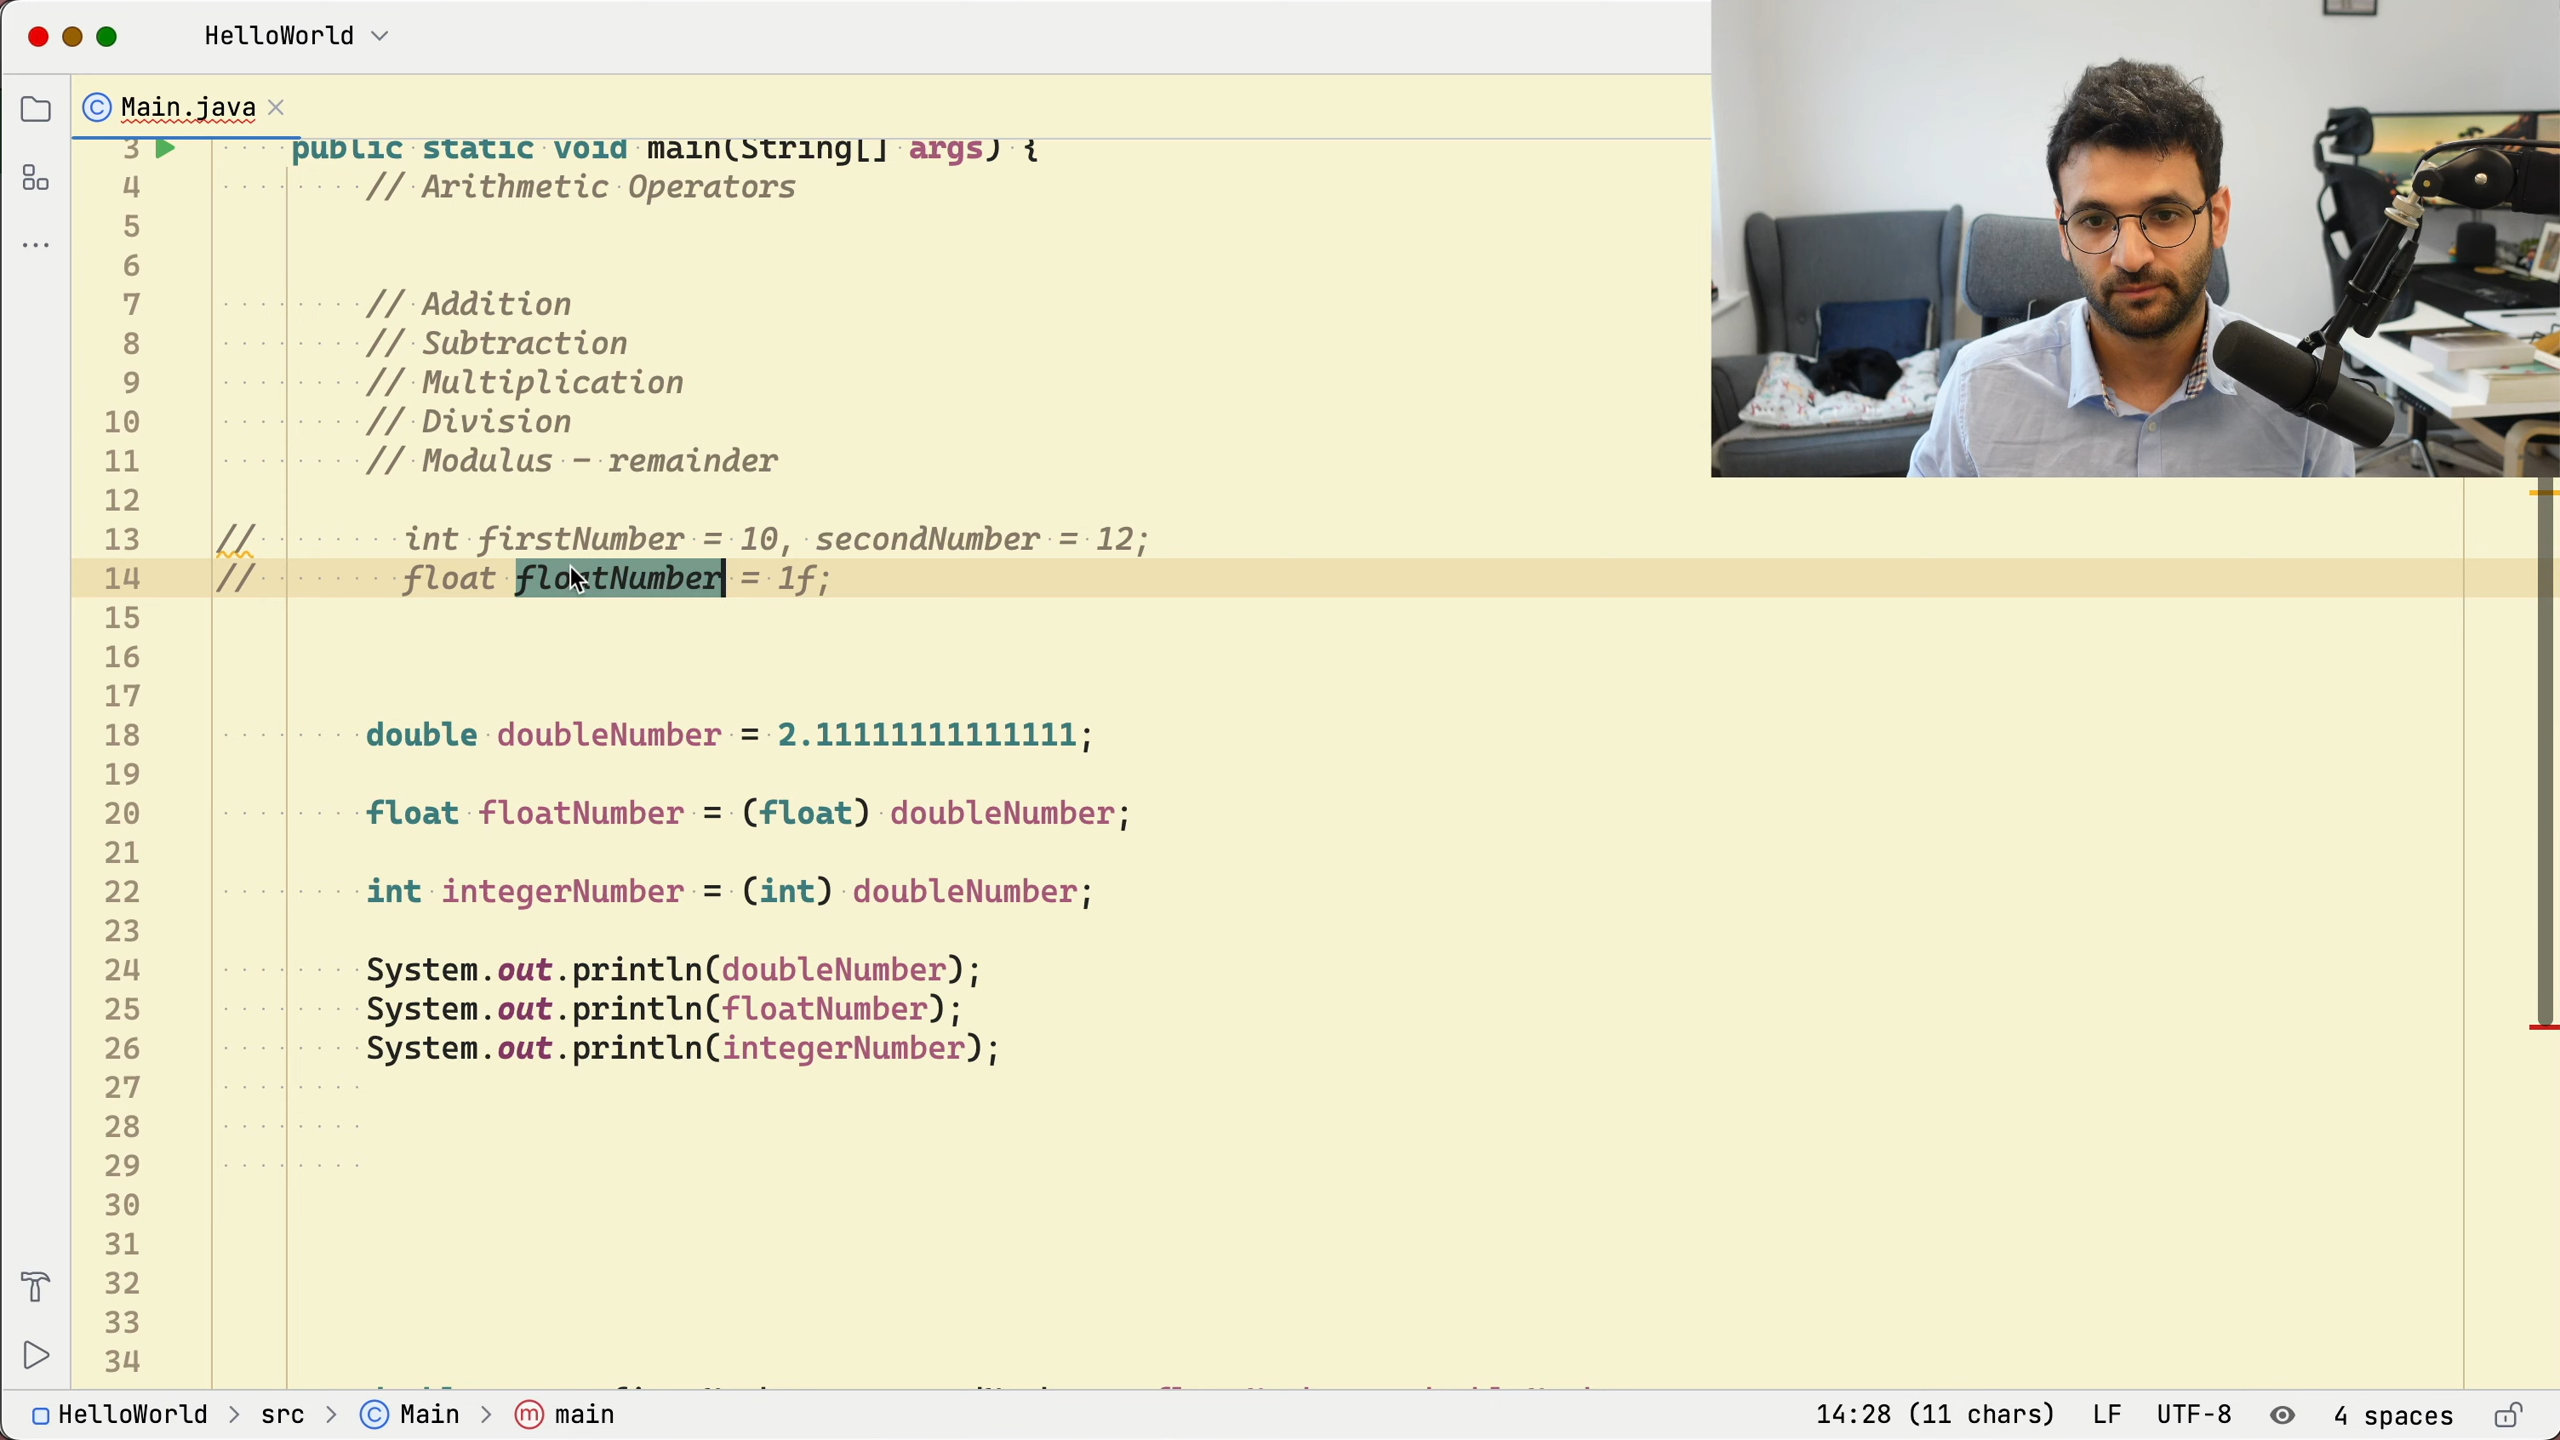 HelloWorld
Main.java
3 public static void main(String[] args) {
4 // Arithmetic Operators
5
6
7 // Addition
8 // Subtraction
9 // Multiplication
10 // Division
11 // Modulus - remainder
12
13 // int firstNumber = 10, secondNumber = 12;
14 // float floatNumber = 1f;
15
16
17
18 double doubleNumber = 2.11111111111111;
19
20 float floatNumber = (float) doubleNumber;
21
22 int integerNumber = (int) doubleNumber;
23
24 System.out.println(doubleNumber);
25 System.out.println(floatNumber);
26 System.out.println(integerNumber);
27
28
29
30
31
32
33
34
HelloWorld > src > Main > main 14:28 (11 chars) LF UTF-8 4 spaces